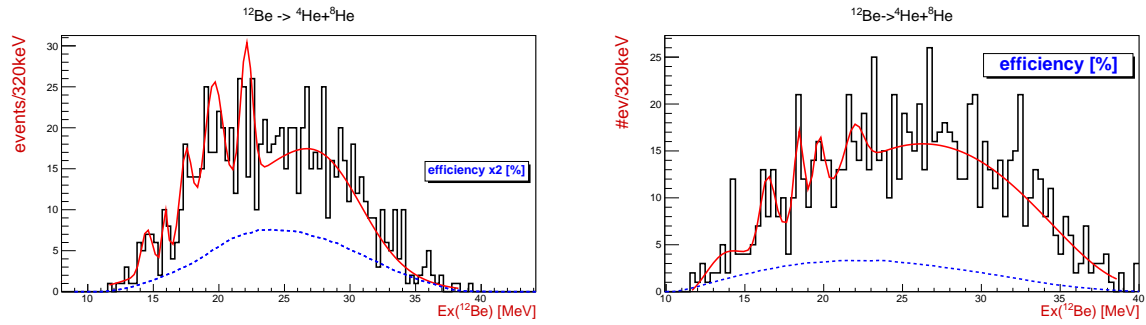 ¹²Be -> ⁴He+⁸He
events/320keV
30
25
20
15
10
5
0
efficiency x2 [%]
10 15 20 25 30 35 40
Ex(¹²Be) [MeV]
¹²Be->⁴He+⁸He
#ev/320keV
25
20
15
10
5
0
efficiency [%]
10 15 20 25 30 35 40
Ex(¹²Be) [MeV]